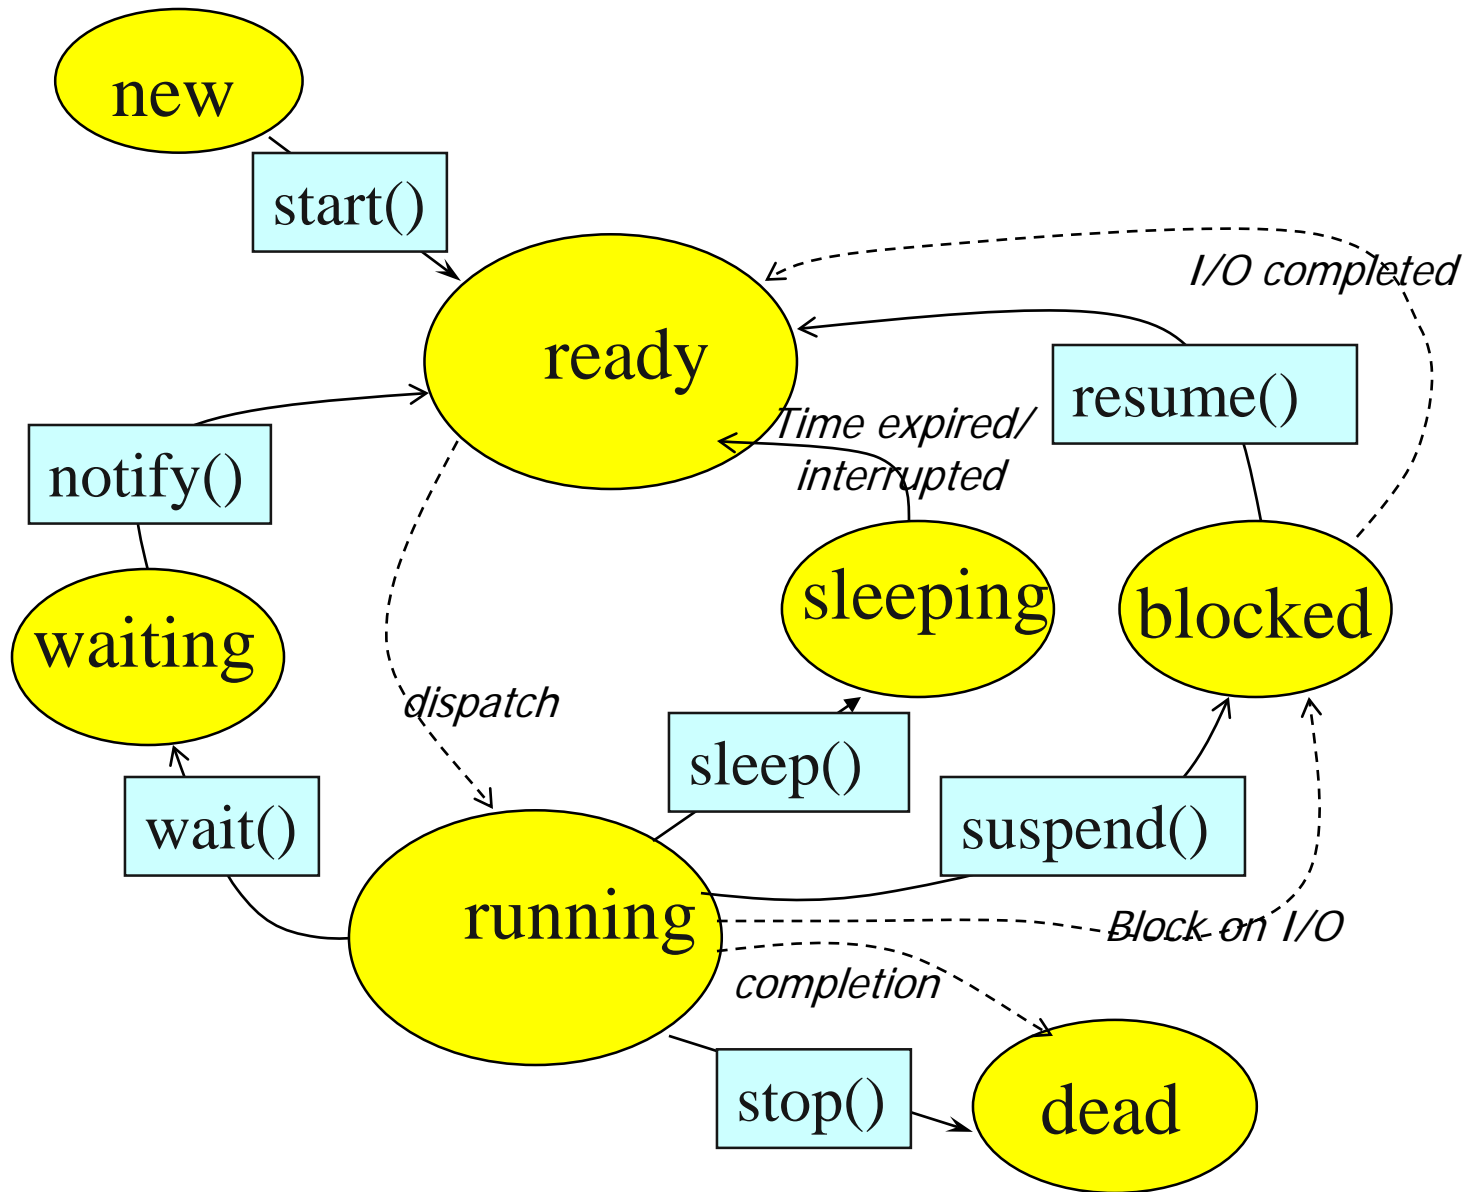 new
start()
I/O completed
ready
resume()
Time expired/
interrupted
notify()
sleeping
blocked
waiting
dispatch
sleep()
suspend()
wait()
running
Block on I/O
completion
stop()
dead